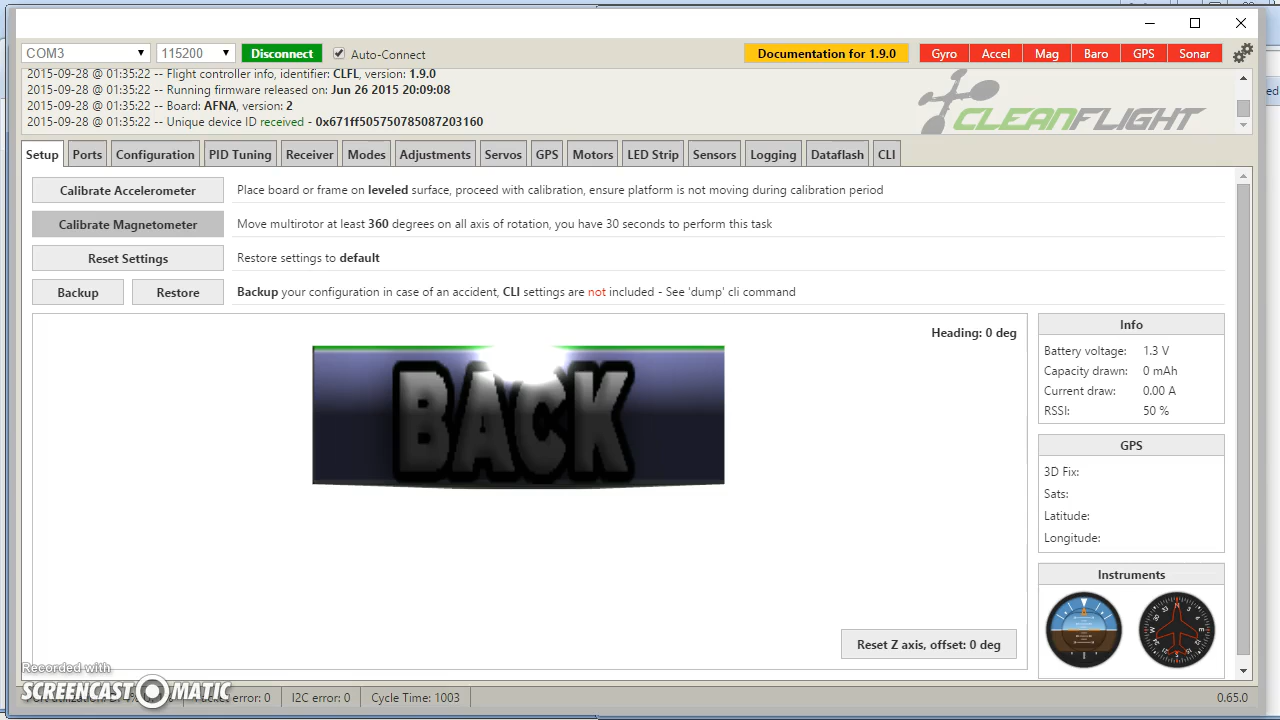 COM3 115200 Disconnect Auto-Connect Documentation for 1.9.0 Gyro Accel Mag Baro GPS Sonar
2015-09-28 @ 01:35:22 -- Flight controller info, identifier: CLFL, version: 1.9.0
2015-09-28 @ 01:35:22 -- Running firmware released on: Jun 26 2015 20:09:08
2015-09-28 @ 01:35:22 -- Board: AFNA, version: 2
2015-09-28 @ 01:35:22 -- Unique device ID received - 0x671ff505750785087203160
CLEANFLIGHT
ed
Setup Ports Configuration PID Tuning Receiver Modes Adjustments Servos GPS Motors LED Strip Sensors Logging Dataflash CLI
Calibrate Accelerometer Place board or frame on leveled surface, proceed with calibration, ensure platform is not moving during calibration period
Calibrate Magnetometer Move multirotor at least 360 degrees on all axis of rotation, you have 30 seconds to perform this task
Reset Settings Restore settings to default
Backup Restore Backup your configuration in case of an accident, CLI settings are not included - See 'dump' cli command
Heading: 0 deg
BACK
Reset Z axis, offset: 0 deg
Info
Battery voltage: 1.3 V
Capacity drawn: 0 mAh
Current draw: 0.00 A
RSSI: 50 %
GPS
3D Fix:
Sats:
Latitude:
Longitude:
Instruments
Recorded with
SCREENCAST-O-MATIC
Port utilization: Packet error: 0 I2C error: 0 Cycle Time: 1003 0.65.0